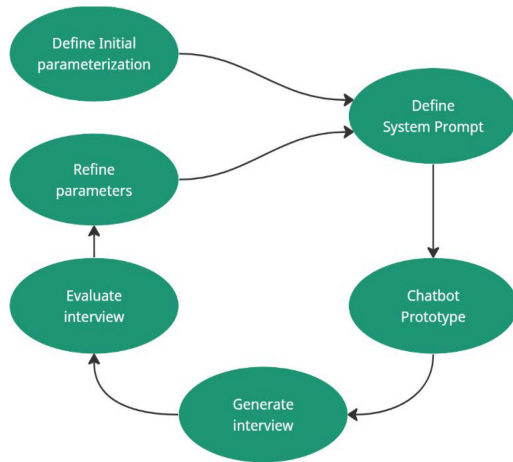 Define Initial
parameterization
Define
System Prompt
Refine
parameters
Evaluate
interview
Chatbot
Prototype
Generate
interview